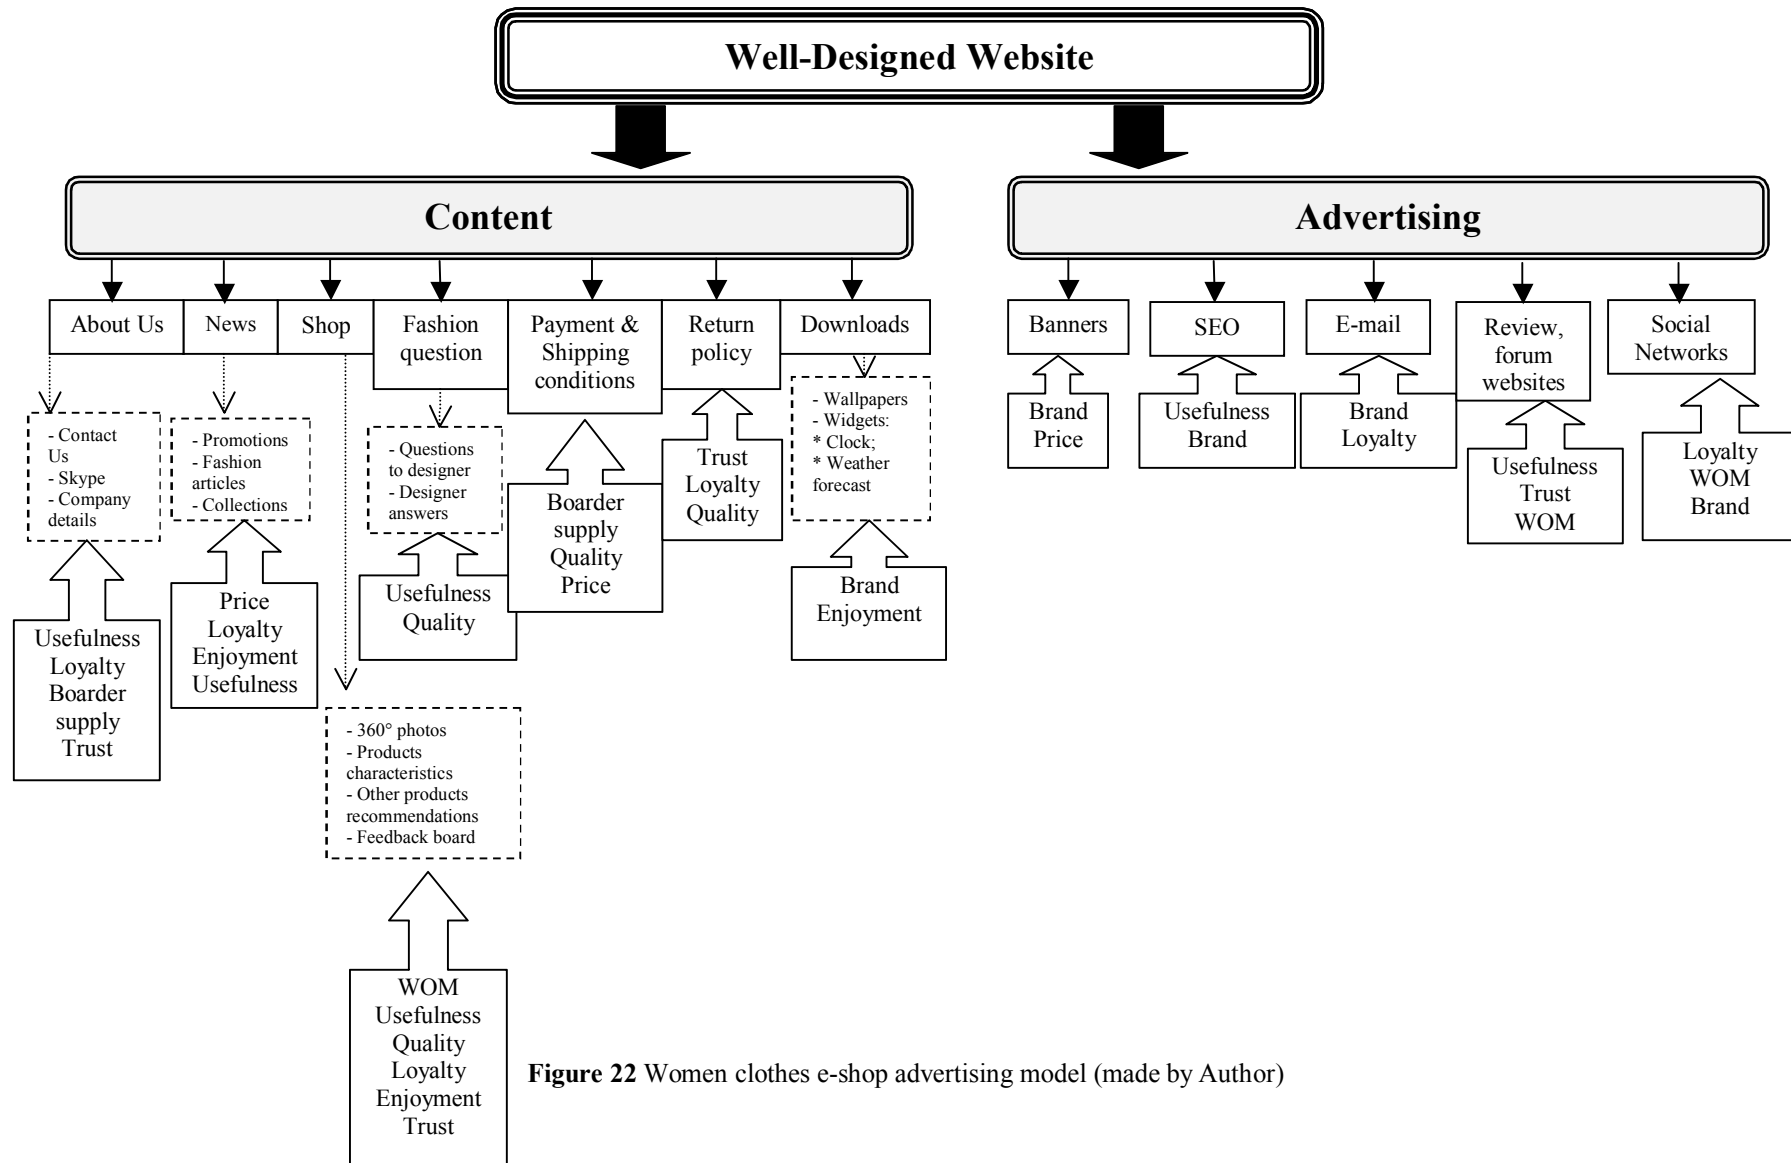 Well-Designed Website
Content
Advertising
About Us
News
Shop
Fashion
question
Payment &
Shipping
conditions
Return
policy
Downloads
Banners
SEO
E-mail
Review,
forum
websites
Social
Networks
- Contact
Us
- Skype
- Company
details
- Promotions
- Fashion
articles
- Collections
- Questions
to designer
- Designer
answers
- Wallpapers
- Widgets:
* Clock;
* Weather
forecast
Usefulness
Loyalty
Boarder
supply
Trust
Price
Loyalty
Enjoyment
Usefulness
Usefulness
Quality
Boarder
supply
Quality
Price
Trust
Loyalty
Quality
Brand
Enjoyment
Brand
Price
Usefulness
Brand
Brand
Loyalty
Usefulness
Trust
WOM
Loyalty
WOM
Brand
- 360° photos
- Products
characteristics
- Other products
recommendations
- Feedback board
WOM
Usefulness
Quality
Loyalty
Enjoyment
Trust
Figure 22 Women clothes e-shop advertising model (made by Author)